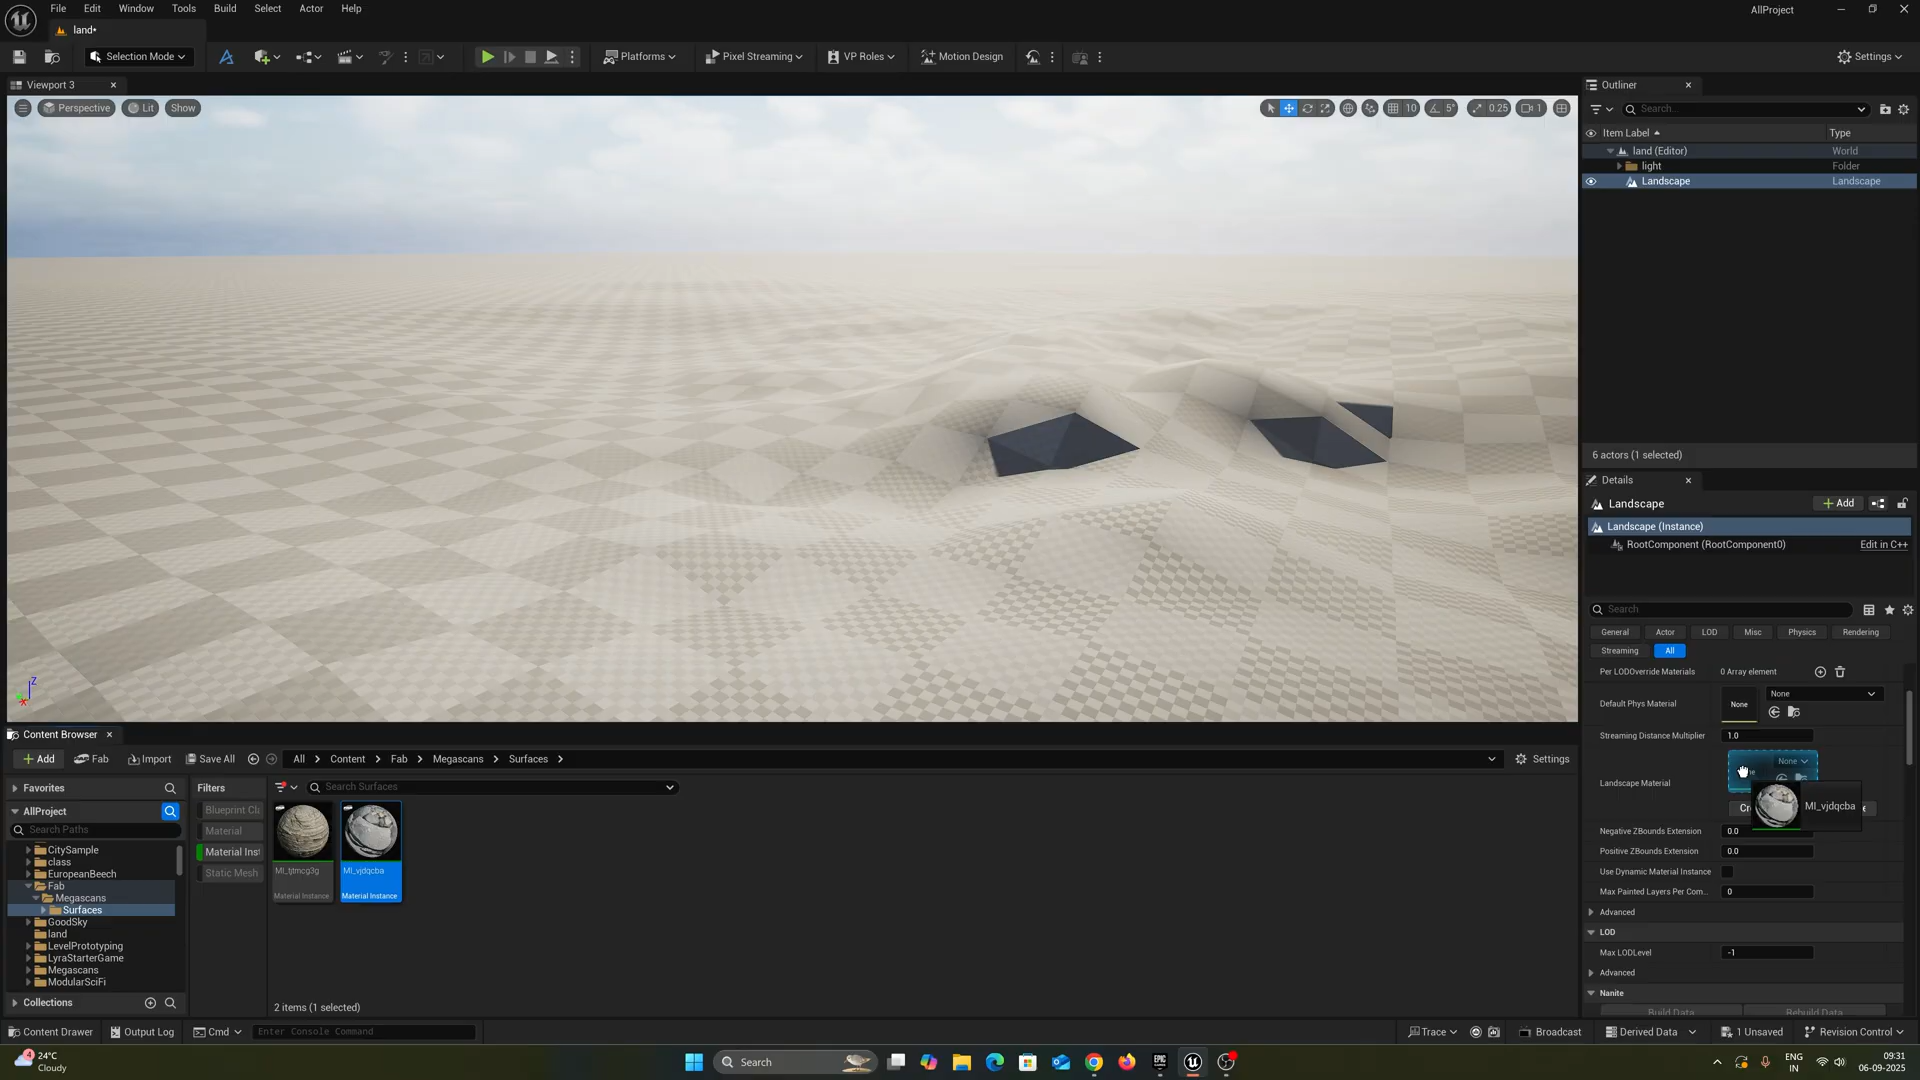 File Edit Window Tools Build Select Actor Help
AllProject
land•
Selection Mode
Platforms
Pixel Streaming
VP Roles
Motion Design
Settings
Viewport 3
Perspective Lit Show
10 5° 0.25 1
Z
Outliner
Search...
Item Label Type
land (Editor) World
light Folder
Landscape Landscape
6 actors (1 selected)
Details
Landscape
Add
Landscape (Instance)
RootComponent (RootComponent0) Edit in C++
Search
General Actor LOD Misc Physics Rendering
Streaming All
Per LODOverride Materials 0 Array element
Default Phys Material None None
Streaming Distance Multiplier 1.0
Landscape Material None
MI_vjdqcba
Negative ZBounds Extension 0.0
Positive ZBounds Extension 0.0
Use Dynamic Material Instance
Max Painted Layers Per Com... 0
Advanced
LOD
Max LODLevel -1
Advanced
Nanite
Build Data Rebuild Data
Content Browser
Add Fab Import Save All All Content Fab Megascans Surfaces Settings
Favorites
AllProject
Search Paths
CitySample
class
EuropeanBeech
Fab
Megascans
Surfaces
GoodSky
land
LevelPrototyping
LyraStarterGame
Megascans
ModularSciFi
Collections
Filters
Blueprint Cl
Material
Material Inst
Static Mesh
Search Surfaces
MI_tjlmcg3g
Material Instance
MI_vjdqcba
Material Instance
2 items (1 selected)
Content Drawer Output Log Cmd Enter Console Command
Trace Broadcast Derived Data 1 Unsaved Revision Control
4
24°C
Cloudy
Search
EPIC
ENG
IN
09:31
06-09-2025